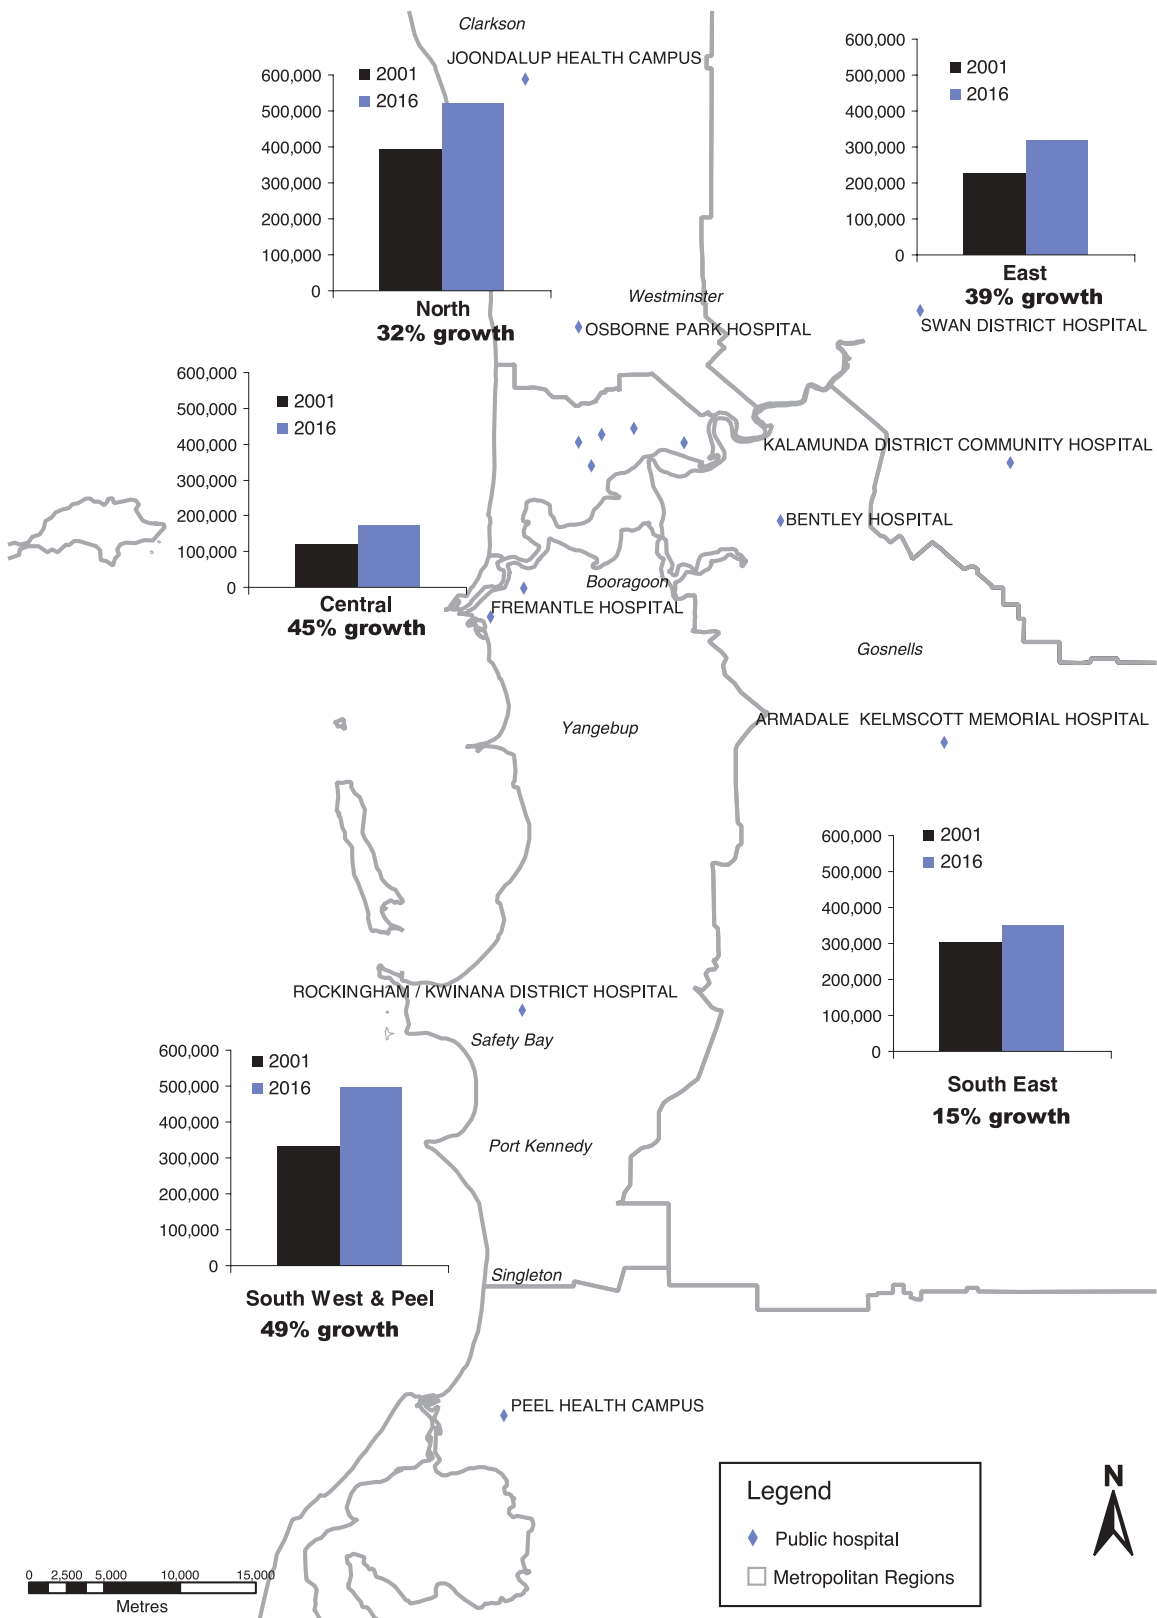 Clarkson
JOONDALUP HEALTH CAMPUS
600,000
500,000
400,000
300,000
200,000
100,000
0
2001
2016
North
32% growth
600,000
500,000
400,000
300,000
200,000
100,000
0
2001
2016
East
39% growth
Westminster
OSBORNE PARK HOSPITAL
SWAN DISTRICT HOSPITAL
600,000
500,000
400,000
300,000
200,000
100,000
0
2001
2016
Central
45% growth
KALAMUNDA DISTRICT COMMUNITY HOSPITAL
BENTLEY HOSPITAL
Booragoon
FREMANTLE HOSPITAL
Gosnells
Yangebup
ARMADALE KELMSCOTT MEMORIAL HOSPITAL
600,000
500,000
400,000
300,000
200,000
100,000
0
2001
2016
South East
15% growth
ROCKINGHAM / KWINANA DISTRICT HOSPITAL
Safety Bay
600,000
500,000
400,000
300,000
200,000
100,000
0
2001
2016
South West & Peel
49% growth
Port Kennedy
Singleton
PEEL HEALTH CAMPUS
Legend
Public hospital
Metropolitan Regions
N
0 2,500 5,000 10,000 15,000
Metres